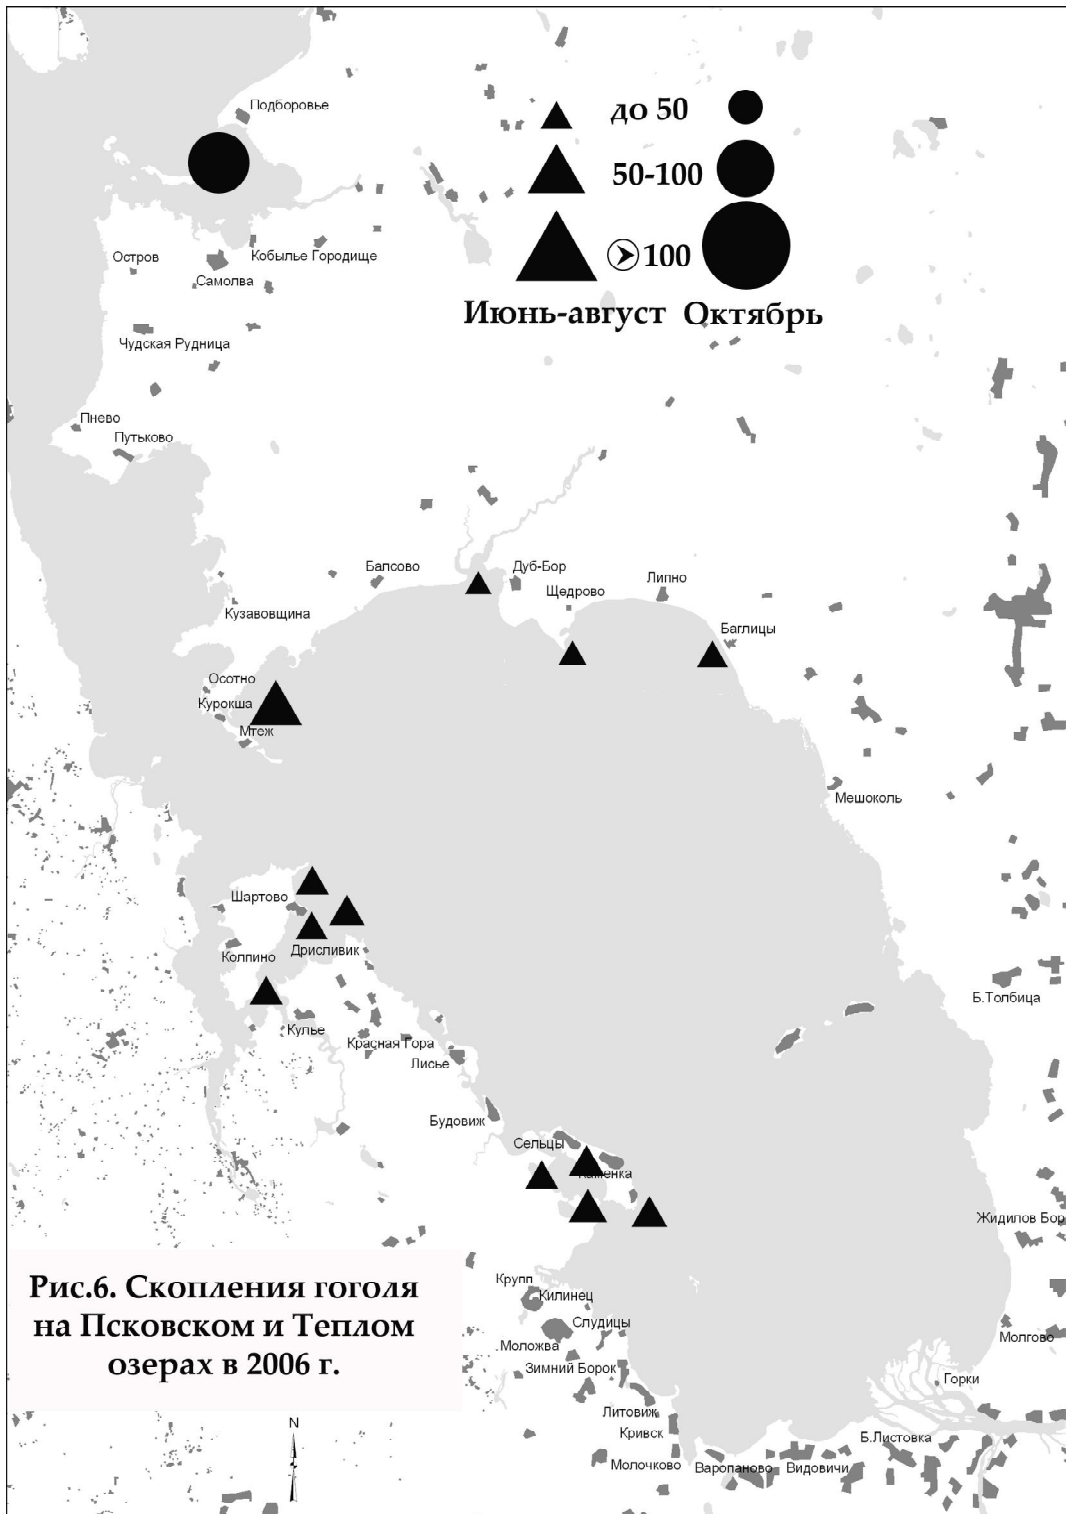 Подборовье
до 50
50-100
> 100
Июнь-август Октябрь
Остров
Кобылье Городище
Самолва
Чудская Рудница
Пнево
Путьково
Балсово
Дуб-Бор
Липно
Щедрово
Кузавовщина
Баглицы
Осотно
Курокша
Мтеж
Мешоколь
Шартово
Дрисливик
Колпино
Б.Толбица
Кулье
Красная Гора
Лисье
Будовиж
Сельцы
Каменка
Жидилов Бор
Рис.6. Скопления гоголя
на Псковском и Теплом
озерах в 2006 г.
Крупп
Килинец
Слудицы
Моложва
Молгово
Зимний Борок
Горки
Литовиж
Кривск
Б.Листовка
Молочково
Варопаново
Видовичи
N